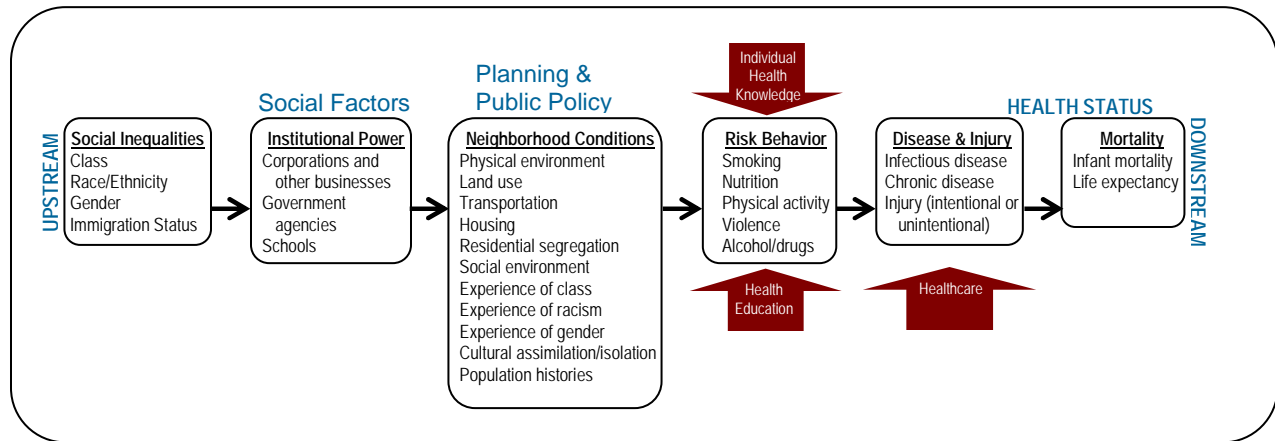 UPSTREAM
Social Factors
Planning &
Public Policy
Individual
Health
Knowledge
HEALTH STATUS
DOWNSTREAM
Social Inequalities
Class
Race/Ethnicity
Gender
Immigration Status
Institutional Power
Corporations and
other businesses
Government
agencies
Schools
Neighborhood Conditions
Physical environment
Land use
Transportation
Housing
Residential segregation
Social environment
Experience of class
Experience of racism
Experience of gender
Cultural assimilation/isolation
Population histories
Risk Behavior
Smoking
Nutrition
Physical activity
Violence
Alcohol/drugs
Health
Education
Disease & Injury
Infectious disease
Chronic disease
Injury (intentional or
unintentional)
Healthcare
Mortality
Infant mortality
Life expectancy